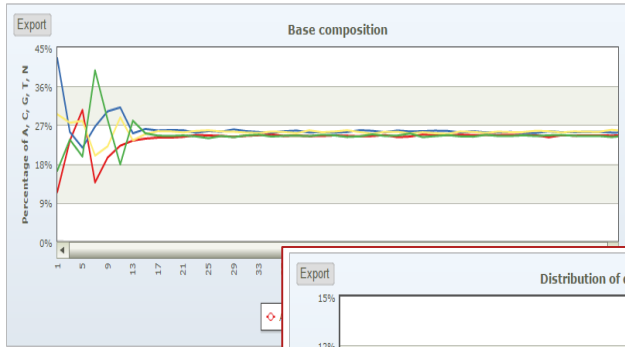 Export
Base composition
45%
36%
27%
18%
9%
0%
Percentage of A, C, G, T, N
1 5 9 13 17 21 25 29 33
Export
Distribution of
15%
12%